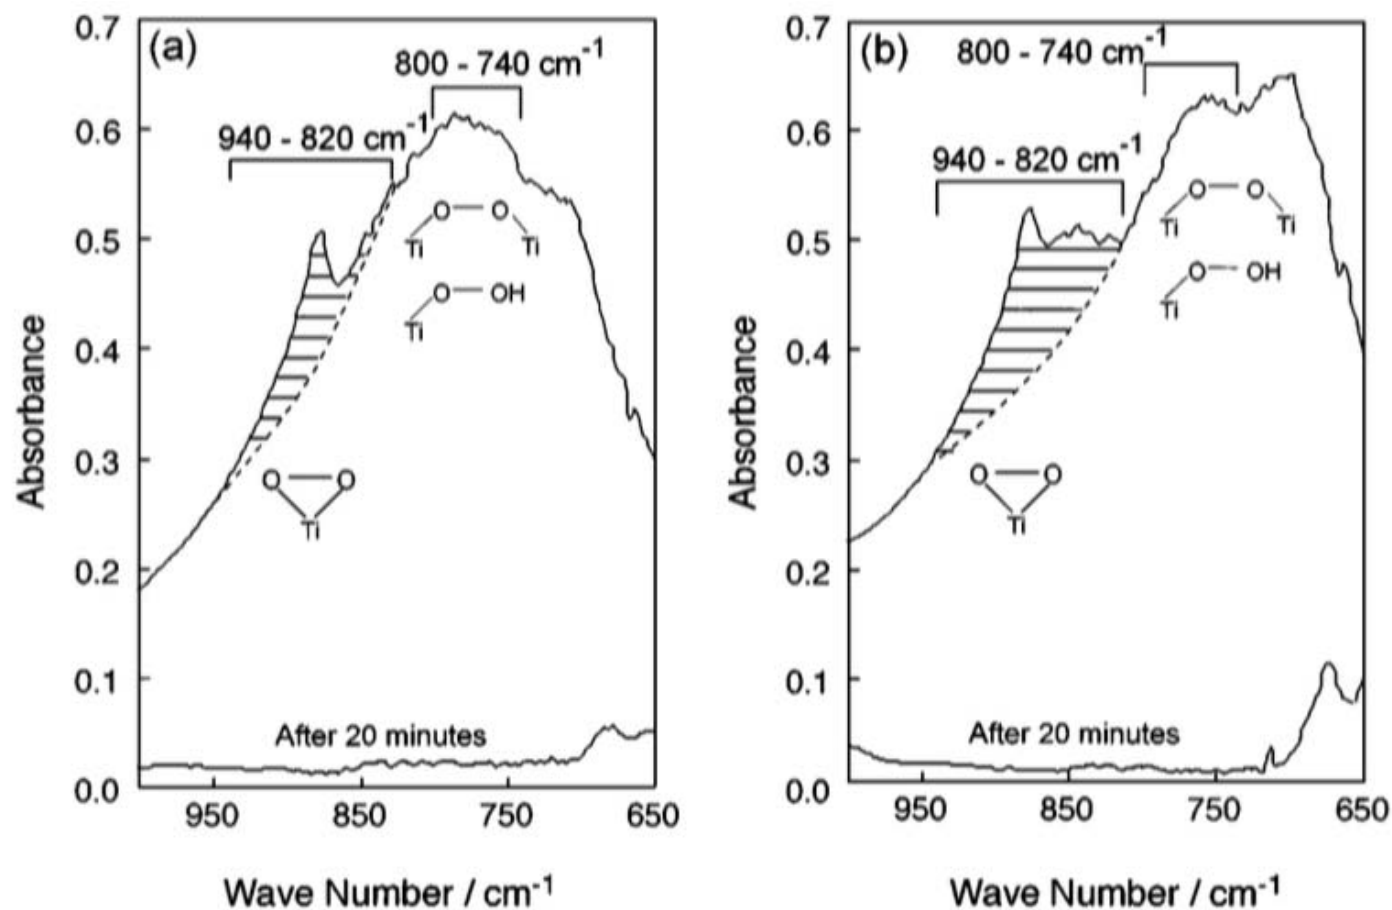 (a)
800 - 740 cm-1
940 - 820 cm-1
O O
Ti Ti
O OH
Ti
O O
Ti
After 20 minutes
0.7
0.6
0.5
0.4
0.3
0.2
0.1
0.0
950 850 750 650
Absorbance
Wave Number / cm-1
(b)
800 - 740 cm-1
940 - 820 cm-1
O O
Ti Ti
O OH
Ti
O O
Ti
After 20 minutes
0.7
0.6
0.5
0.4
0.3
0.2
0.1
0.0
950 850 750 650
Absorbance
Wave Number / cm-1